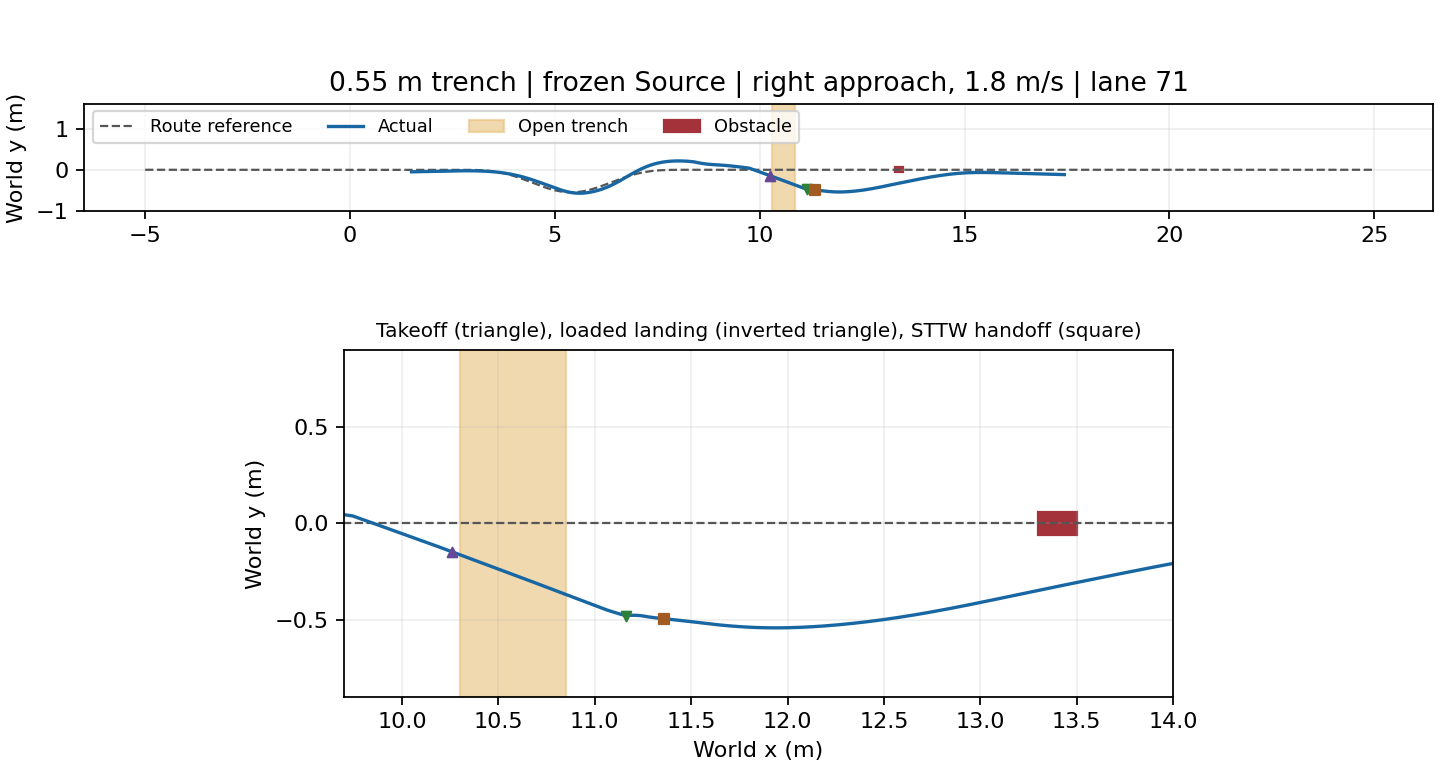 0.55 m trench | frozen Source | right approach, 1.8 m/s | lane 71
World y (m)
1
0
−1
Route reference
Actual
Open trench
Obstacle
−5
0
5
10
15
20
25
Takeoff (triangle), loaded landing (inverted triangle), STTW handoff (square)
World y (m)
0.5
0.0
−0.5
10.0
10.5
11.0
11.5
12.0
12.5
13.0
13.5
14.0
World x (m)